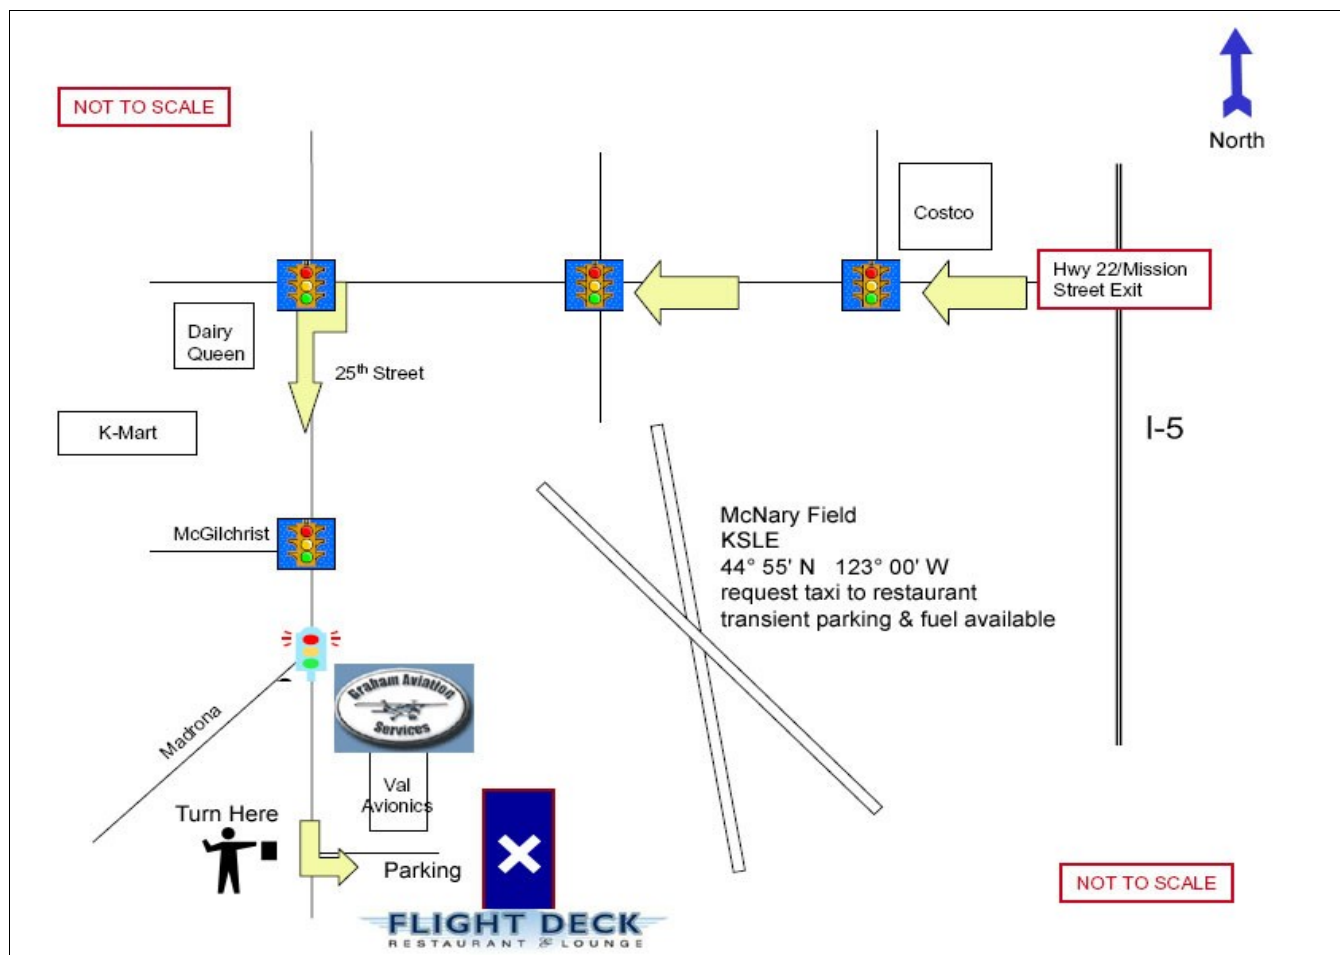 NOT TO SCALE
North
Costco
Hwy 22/Mission
Street Exit
Dairy
Queen
25th Street
K-Mart
I-5
McGilchrist
McNary Field
KSLE
44° 55' N 123° 00' W
request taxi to restaurant
transient parking & fuel available
Graham Aviation
Services
Madrona
Val
Avionics
Turn Here
Parking
NOT TO SCALE
FLIGHT DECK
RESTAURANT & LOUNGE